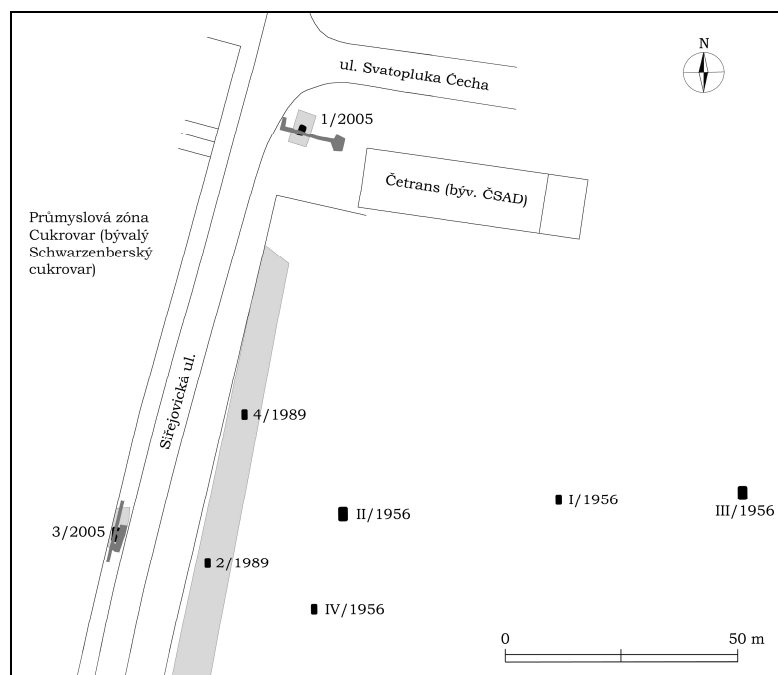 N
ul. Svatopluka Čecha
1/2005
Četrans (býv. ČSAD)
Průmyslová zóna
Cukrovar (bývalý
Schwarzenberský
cukrovar)
Siřejovická ul.
4/1989
I/1956
III/1956
II/1956
3/2005
2/1989
IV/1956
0
50 m